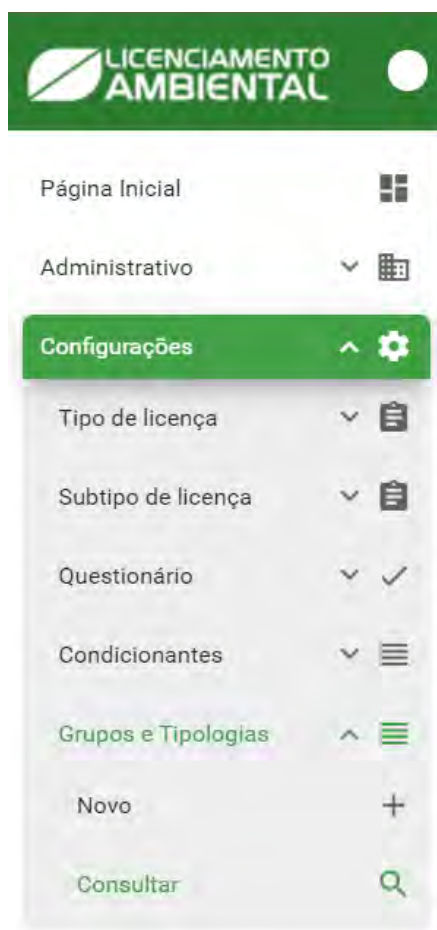 LICENCIAMENTO
AMBIENTAL
Página Inicial
Administrativo
Configurações
Tipo de licença
Subtipo de licença
Questionário
Condicionantes
Grupos e Tipologias
Novo
Consultar